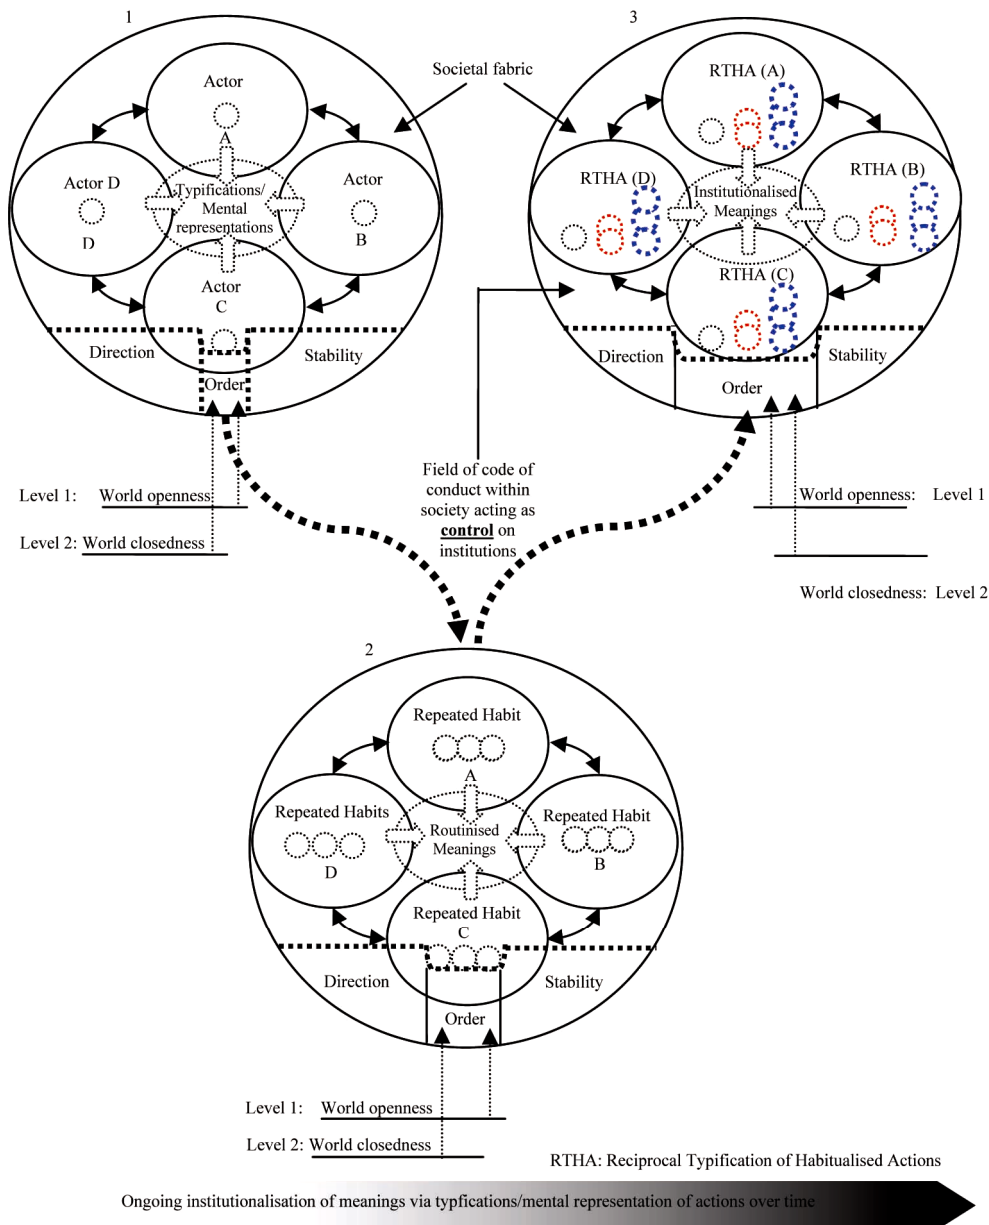 1
Actor
A
Actor D
D
Typifications/
Mental
representations
Actor
B
Actor
C
Direction
Stability
Order
Level 1: World openness
Level 2: World closedness
Societal fabric
Field of code of
conduct within
society acting as
control on
institutions
3
RTHA (A)
RTHA (D)
Institutionalised
Meanings
RTHA (B)
RTHA (C)
Direction
Stability
Order
World openness: Level 1
World closedness: Level 2
2
Repeated Habit
A
Repeated Habits
D
Routinised
Meanings
Repeated Habit
B
Repeated Habit
C
Direction
Stability
Order
Level 1: World openness
Level 2: World closedness
RTHA: Reciprocal Typification of Habitualised Actions
Ongoing institutionalisation of meanings via typfications/mental representation of actions over time